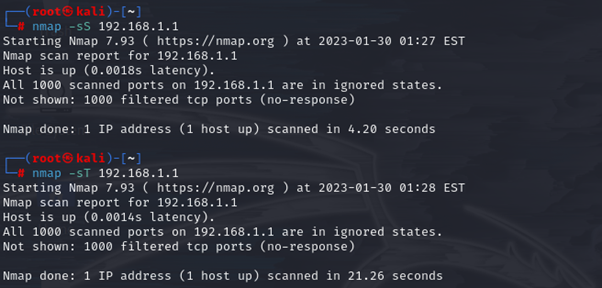 ┌──(root㉿kali)-[~]
└─# nmap -sS 192.168.1.1
Starting Nmap 7.93 ( https://nmap.org ) at 2023-01-30 01:27 EST
Nmap scan report for 192.168.1.1
Host is up (0.0018s latency).
All 1000 scanned ports on 192.168.1.1 are in ignored states.
Not shown: 1000 filtered tcp ports (no-response)
Nmap done: 1 IP address (1 host up) scanned in 4.20 seconds
┌──(root㉿kali)-[~]
└─# nmap -sT 192.168.1.1
Starting Nmap 7.93 ( https://nmap.org ) at 2023-01-30 01:28 EST
Nmap scan report for 192.168.1.1
Host is up (0.0014s latency).
All 1000 scanned ports on 192.168.1.1 are in ignored states.
Not shown: 1000 filtered tcp ports (no-response)
Nmap done: 1 IP address (1 host up) scanned in 21.26 seconds